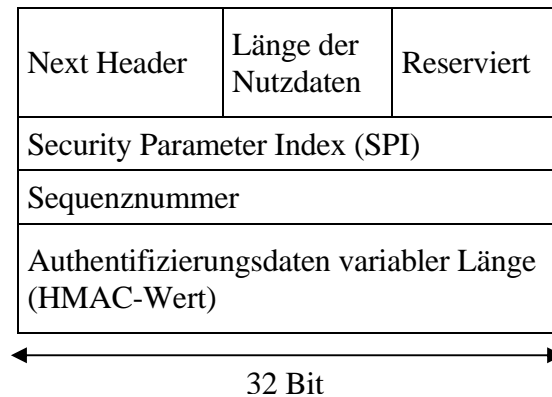 Next Header
Länge der
Nutzdaten
Reserviert
Security Parameter Index (SPI)
Sequenznummer
Authentifizierungsdaten variabler Länge
(HMAC-Wert)
32 Bit